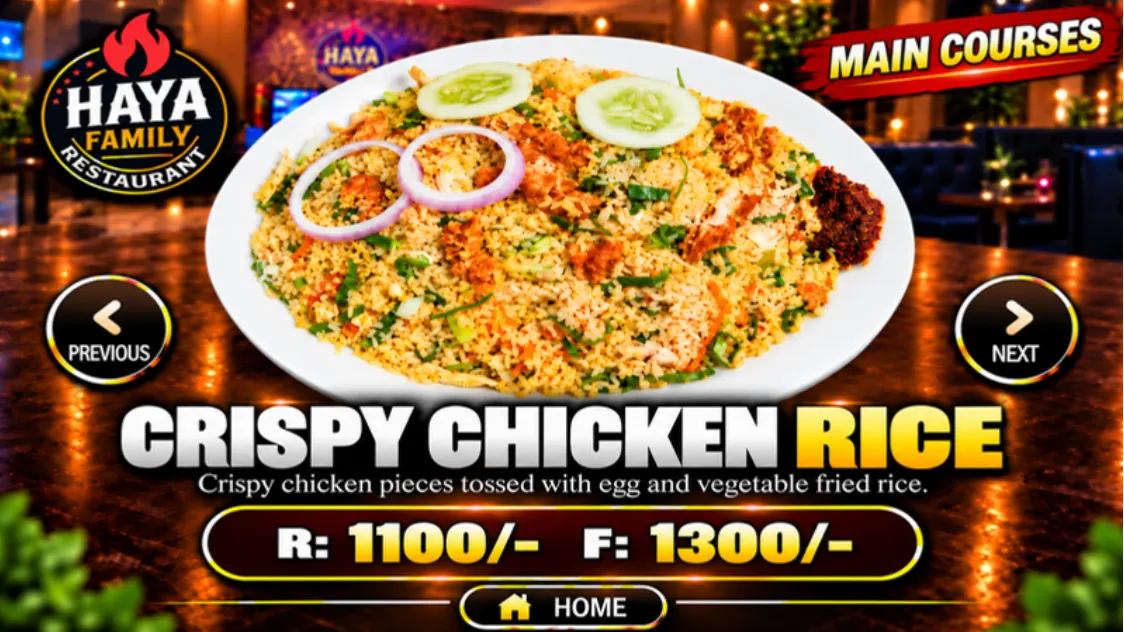 HAYA
FAMILY
RESTAURANT
HAYA
MAIN COURSES
PREVIOUS
NEXT
CRISPY CHICKEN RICE
Crispy chicken pieces tossed with egg and vegetable fried rice.
R: 1100/- F: 1300/-
HOME